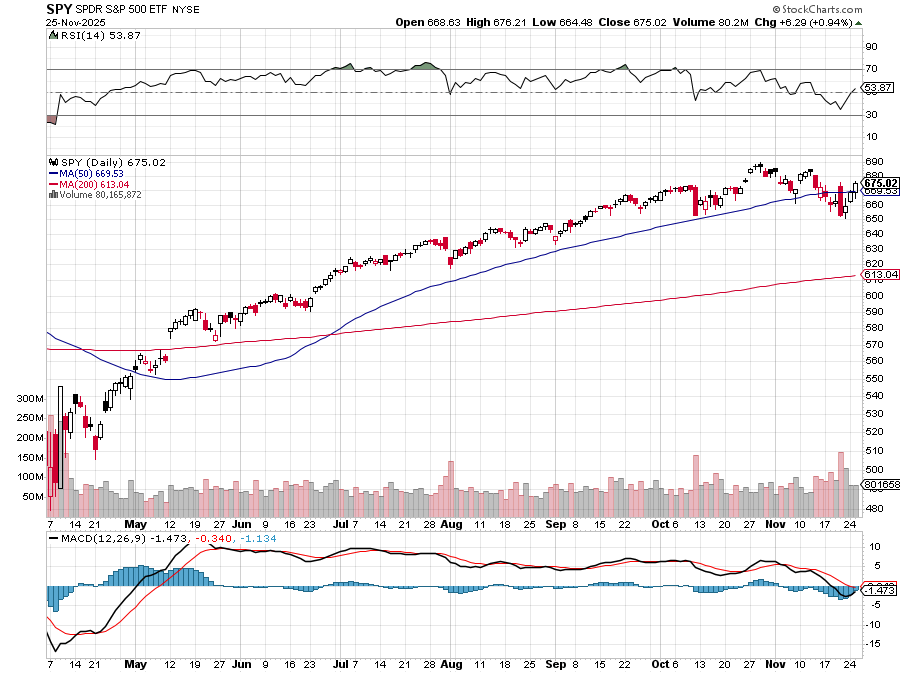 SPY SPDR S&P 500 ETF NYSE © StockCharts.com
25-Nov-2025 Open 668.63 High 676.21 Low 664.48 Close 675.02 Volume 80.2M Chg +6.29 (+0.94%)
RSI(14) 53.87
90
70
53.87
30
10
SPY (Daily) 675.02
MA(50) 669.53
MA(200) 613.04
Volume 80,165,872
690
680
675.02
669.53
660
650
640
630
620
613.04
600
590
580
570
560
550
540
530
520
510
500
801658
480
300M
250M
200M
150M
100M
50M
7 14 21 May 12 19 27 Jun 9 16 23 Jul 7 14 21 28 Aug 11 18 25 Sep 8 15 22 Oct 6 13 20 27 Nov 10 17 24
MACD(12,26,9) -1.473, -0.340, -1.134
10
5
-1.473
-5
-10
-15
7 14 21 May 12 19 27 Jun 9 16 23 Jul 7 14 21 28 Aug 11 18 25 Sep 8 15 22 Oct 6 13 20 27 Nov 10 17 24